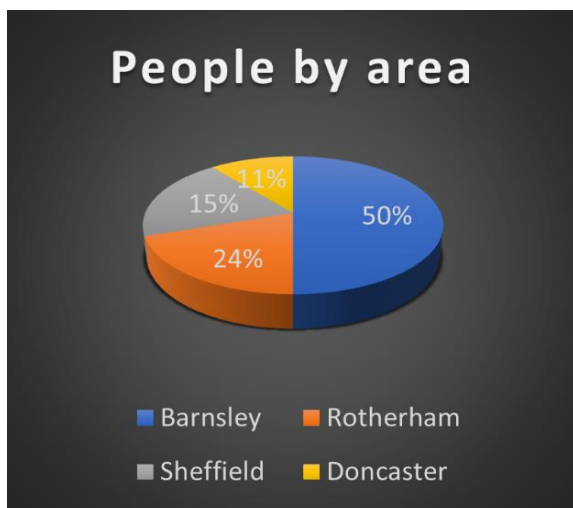 People by area
11%
15%
50%
24%
Barnsley Rotherham
Sheffield Doncaster